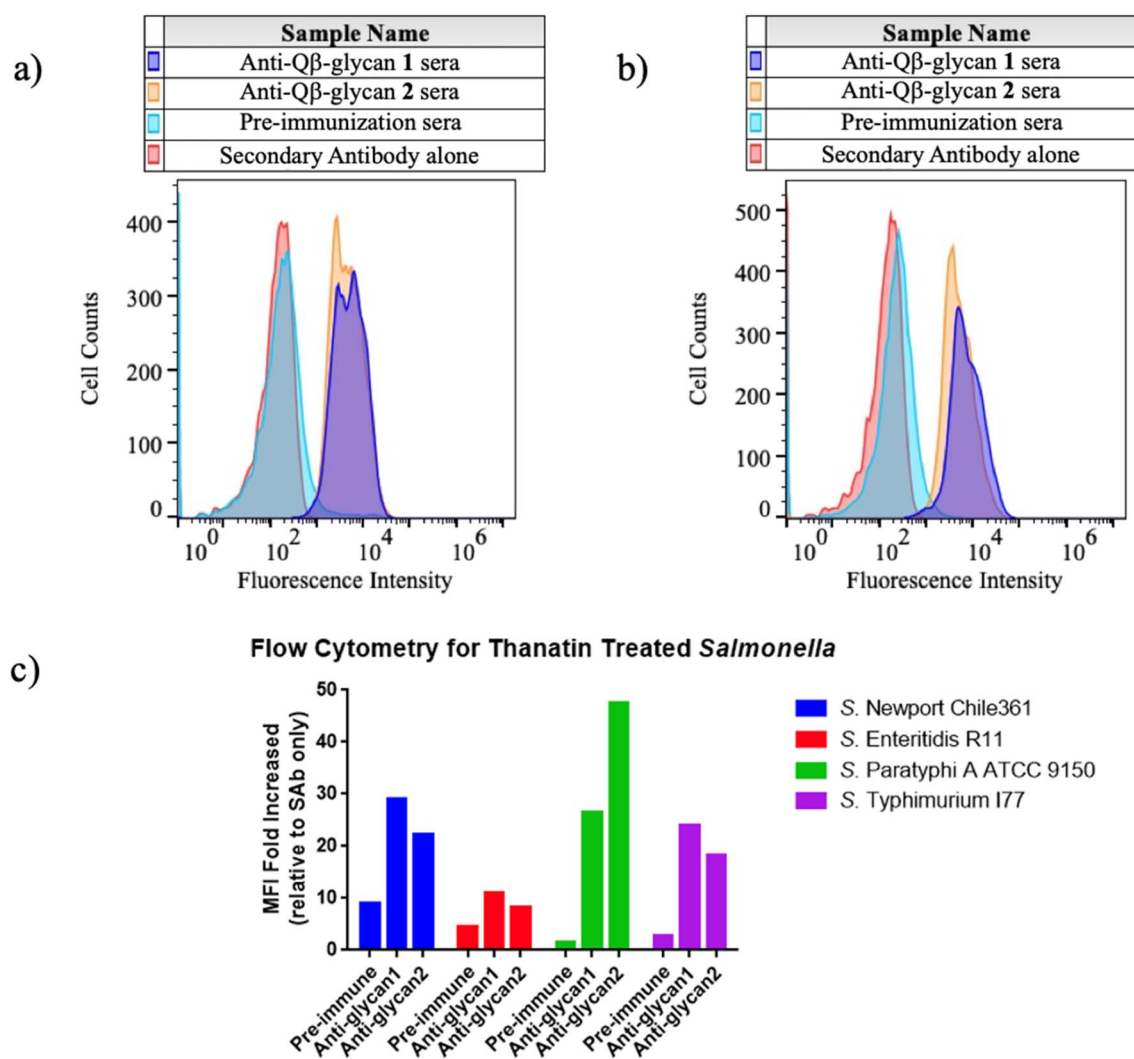 a)
Sample Name
Anti-Qβ-glycan 1 sera
Anti-Qβ-glycan 2 sera
Pre-immunization sera
Secondary Antibody alone
400
300
200
100
0
Cell Counts
10^0 10^2 10^4 10^6
Fluorescence Intensity
b)
Sample Name
Anti-Qβ-glycan 1 sera
Anti-Qβ-glycan 2 sera
Pre-immunization sera
Secondary Antibody alone
500
400
300
200
100
0
Cell Counts
10^0 10^2 10^4 10^6
Fluorescence Intensity
c)
Flow Cytometry for Thanatin Treated Salmonella
MFI Fold Increased
(relative to SAb only)
50
40
30
20
10
0
Pre-immune
Anti-glycan1
Anti-glycan2
Pre-immune
Anti-glycan1
Anti-glycan2
Pre-immune
Anti-glycan1
Anti-glycan2
Pre-immune
Anti-glycan1
Anti-glycan2
S. Newport Chile361
S. Enteritidis R11
S. Paratyphi A ATCC 9150
S. Typhimurium I77